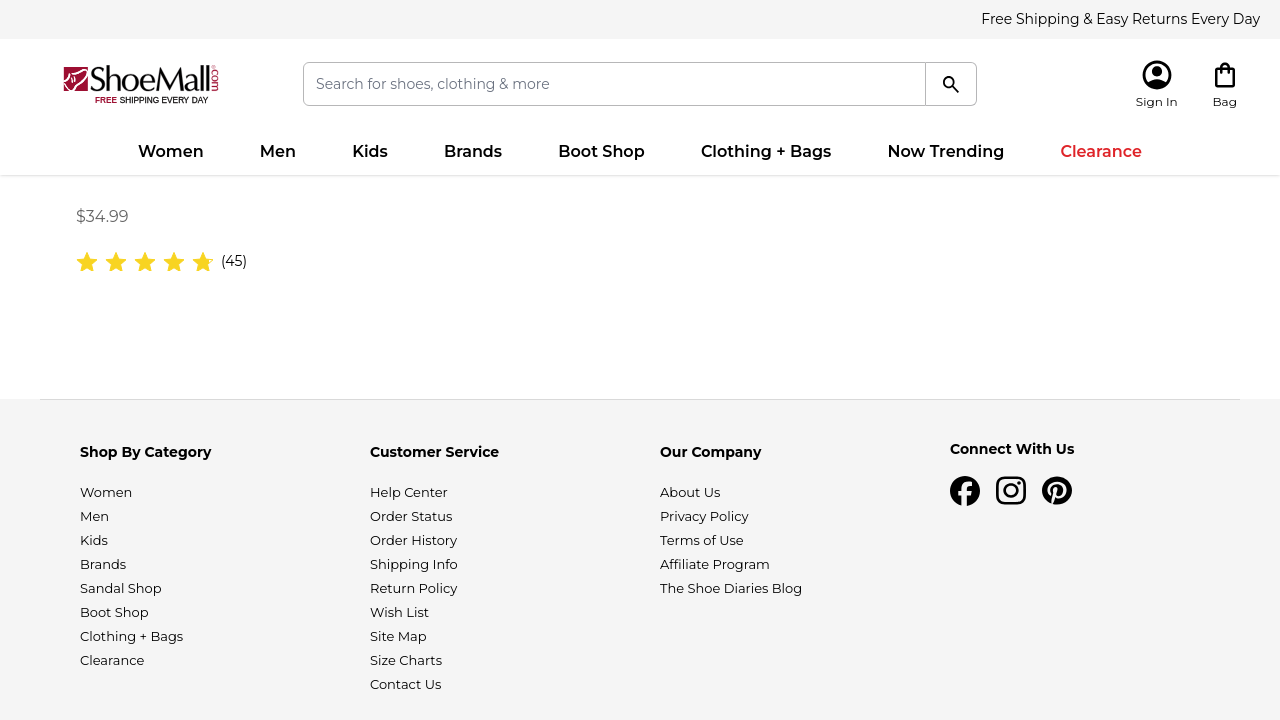 Free Shipping & Easy Returns Every Day
ShoeMall.com
FREE SHIPPING EVERY DAY
Search for shoes, clothing & more
Sign In
Bag
Women
Men
Kids
Brands
Boot Shop
Clothing + Bags
Now Trending
Clearance
$34.99
(45)
Shop By Category
Women
Men
Kids
Brands
Sandal Shop
Boot Shop
Clothing + Bags
Clearance
Customer Service
Help Center
Order Status
Order History
Shipping Info
Return Policy
Wish List
Site Map
Size Charts
Contact Us
Our Company
About Us
Privacy Policy
Terms of Use
Affiliate Program
The Shoe Diaries Blog
Connect With Us